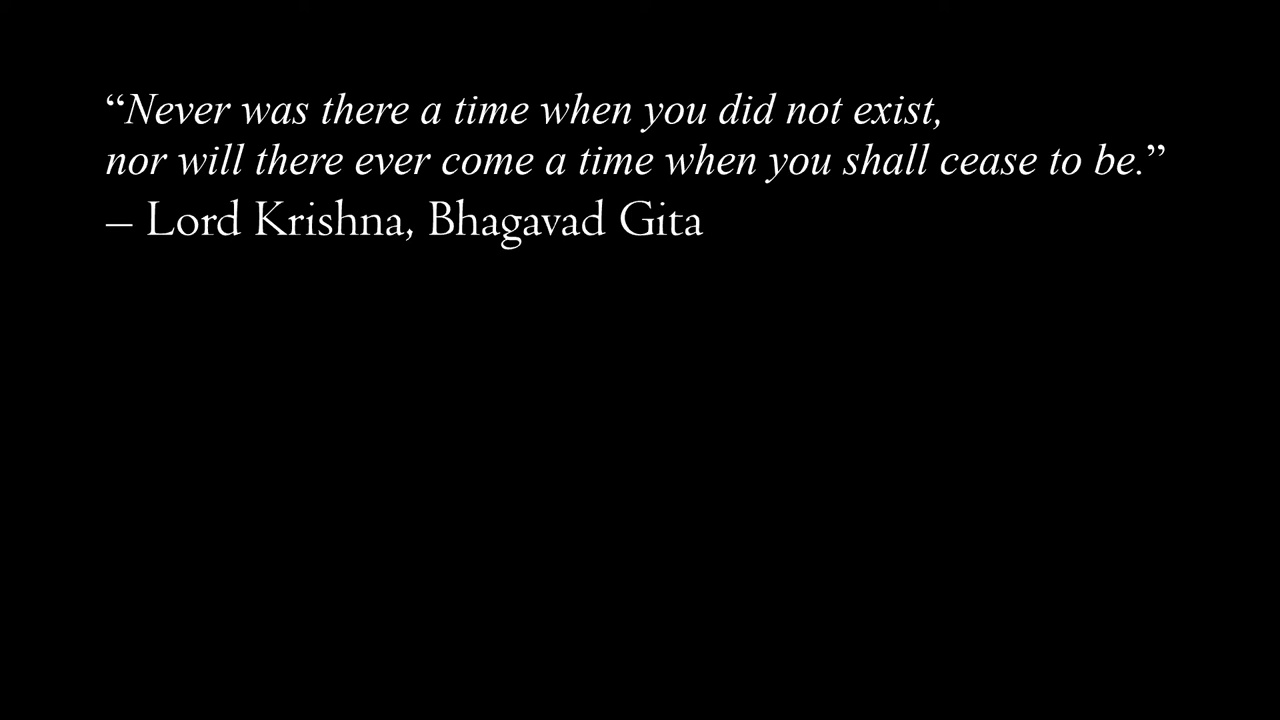 “Never was there a time when you did not exist,
nor will there ever come a time when you shall cease to be.”
– Lord Krishna, Bhagavad Gita